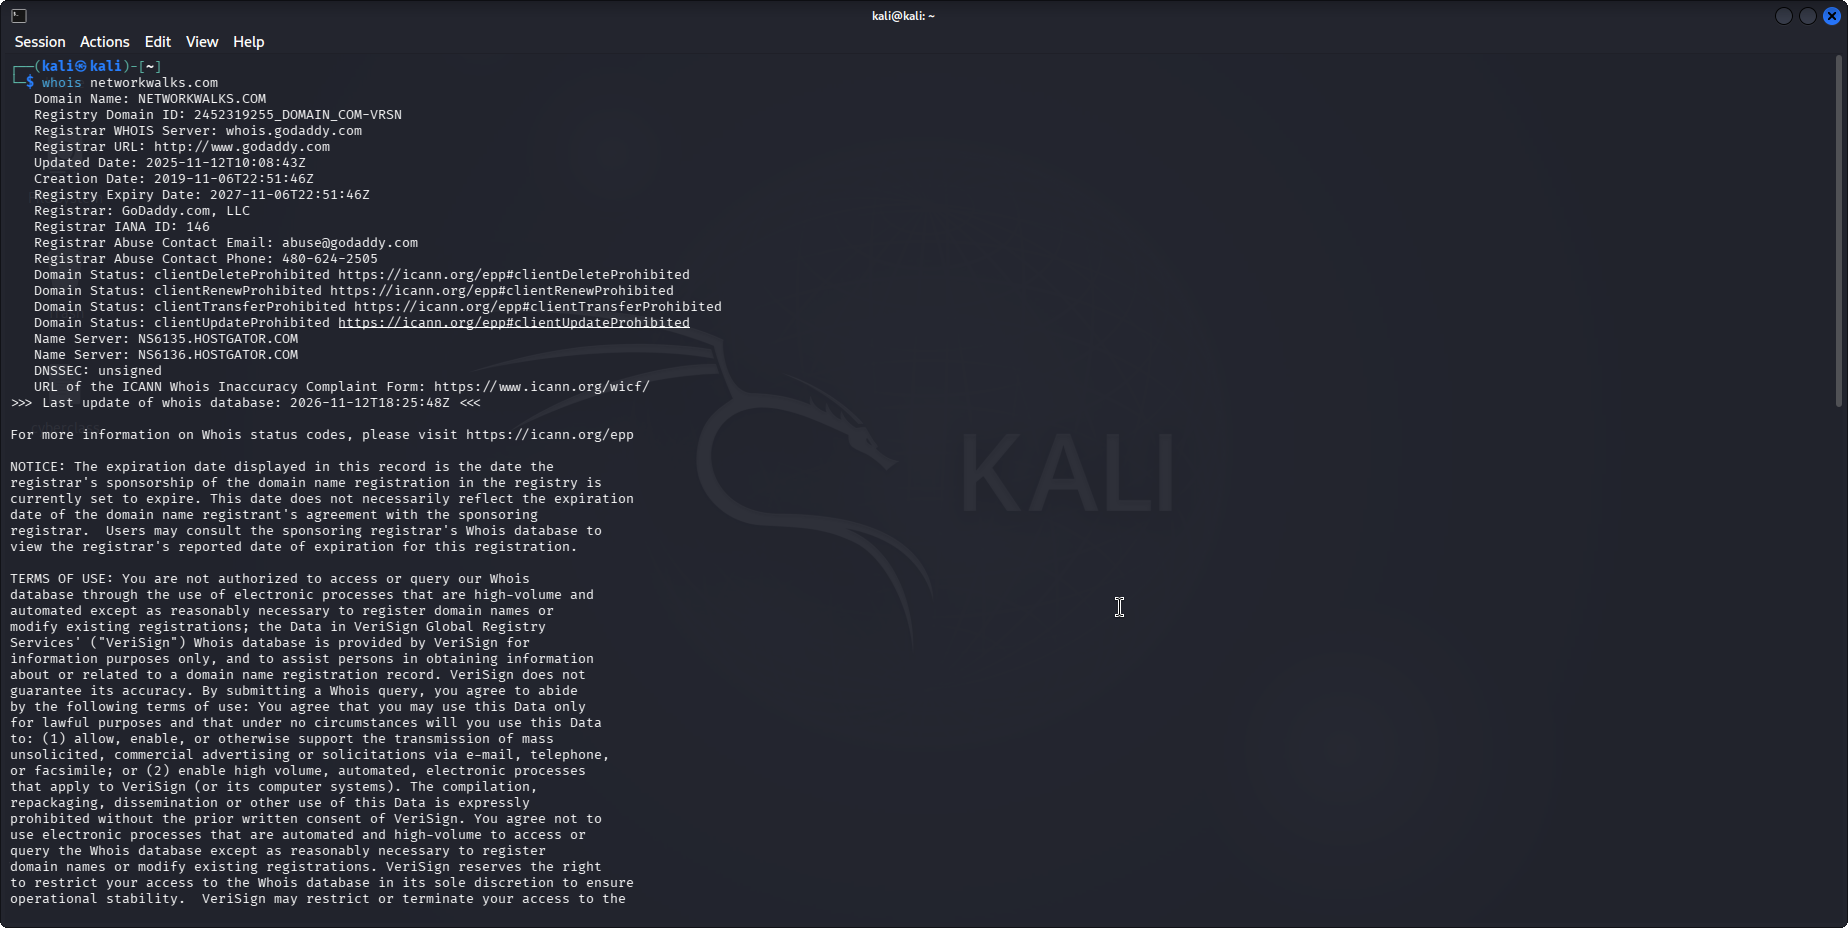 kali@kali: ~
Session Actions Edit View Help
┌──(kali㉿kali)-[~]
└─$ whois networkwalks.com
Domain Name: NETWORKWALKS.COM
Registry Domain ID: 2452319255_DOMAIN_COM-VRSN
Registrar WHOIS Server: whois.godaddy.com
Registrar URL: http://www.godaddy.com
Updated Date: 2025-11-12T10:08:43Z
Creation Date: 2019-11-06T22:51:46Z
Registry Expiry Date: 2027-11-06T22:51:46Z
Registrar: GoDaddy.com, LLC
Registrar IANA ID: 146
Registrar Abuse Contact Email: abuse@godaddy.com
Registrar Abuse Contact Phone: 480-624-2505
Domain Status: clientDeleteProhibited https://icann.org/epp#clientDeleteProhibited
Domain Status: clientRenewProhibited https://icann.org/epp#clientRenewProhibited
Domain Status: clientTransferProhibited https://icann.org/epp#clientTransferProhibited
Domain Status: clientUpdateProhibited https://icann.org/epp#clientUpdateProhibited
Name Server: NS6135.HOSTGATOR.COM
Name Server: NS6136.HOSTGATOR.COM
DNSSEC: unsigned
URL of the ICANN Whois Inaccuracy Complaint Form: https://www.icann.org/wicf/
>>> Last update of whois database: 2026-11-12T18:25:48Z <<<
For more information on Whois status codes, please visit https://icann.org/epp
NOTICE: The expiration date displayed in this record is the date the
registrar's sponsorship of the domain name registration in the registry is
currently set to expire. This date does not necessarily reflect the expiration
date of the domain name registrant's agreement with the sponsoring
registrar.  Users may consult the sponsoring registrar's Whois database to
view the registrar's reported date of expiration for this registration.
TERMS OF USE: You are not authorized to access or query our Whois
database through the use of electronic processes that are high-volume and
automated except as reasonably necessary to register domain names or
modify existing registrations; the Data in VeriSign Global Registry
Services' ("VeriSign") Whois database is provided by VeriSign for
information purposes only, and to assist persons in obtaining information
about or related to a domain name registration record. VeriSign does not
guarantee its accuracy. By submitting a Whois query, you agree to abide
by the following terms of use: You agree that you may use this Data only
for lawful purposes and that under no circumstances will you use this Data
to: (1) allow, enable, or otherwise support the transmission of mass
unsolicited, commercial advertising or solicitations via e-mail, telephone,
or facsimile; or (2) enable high volume, automated, electronic processes
that apply to VeriSign (or its computer systems). The compilation,
repackaging, dissemination or other use of this Data is expressly
prohibited without the prior written consent of VeriSign. You agree not to
use electronic processes that are automated and high-volume to access or
query the Whois database except as reasonably necessary to register
domain names or modify existing registrations. VeriSign reserves the right
to restrict your access to the Whois database in its sole discretion to ensure
operational stability.  VeriSign may restrict or terminate your access to the
KALI